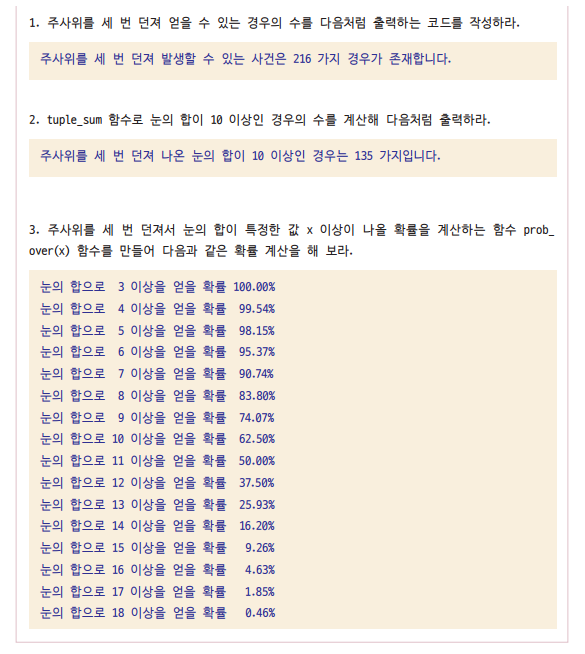 1. 주사위를 세 번 던져 얻을 수 있는 경우의 수를 다음처럼 출력하는 코드를 작성하라.
주사위를 세 번 던져 발생할 수 있는 사건은 216 가지 경우가 존재합니다.
2. tuple_sum 함수로 눈의 합이 10 이상인 경우의 수를 계산해 다음처럼 출력하라.
주사위를 세 번 던져 나온 눈의 합이 10 이상인 경우는 135 가지입니다.
3. 주사위를 세 번 던져서 눈의 합이 특정한 값 x 이상이 나올 확률을 계산하는 함수 prob_
over(x) 함수를 만들어 다음과 같은 확률 계산을 해 보라.
눈의 합으로 3 이상을 얻을 확률 100.00%
눈의 합으로 4 이상을 얻을 확률 99.54%
눈의 합으로 5 이상을 얻을 확률 98.15%
눈의 합으로 6 이상을 얻을 확률 95.37%
눈의 합으로 7 이상을 얻을 확률 90.74%
눈의 합으로 8 이상을 얻을 확률 83.80%
눈의 합으로 9 이상을 얻을 확률 74.07%
눈의 합으로 10 이상을 얻을 확률 62.50%
눈의 합으로 11 이상을 얻을 확률 50.00%
눈의 합으로 12 이상을 얻을 확률 37.50%
눈의 합으로 13 이상을 얻을 확률 25.93%
눈의 합으로 14 이상을 얻을 확률 16.20%
눈의 합으로 15 이상을 얻을 확률 9.26%
눈의 합으로 16 이상을 얻을 확률 4.63%
눈의 합으로 17 이상을 얻을 확률 1.85%
눈의 합으로 18 이상을 얻을 확률 0.46%